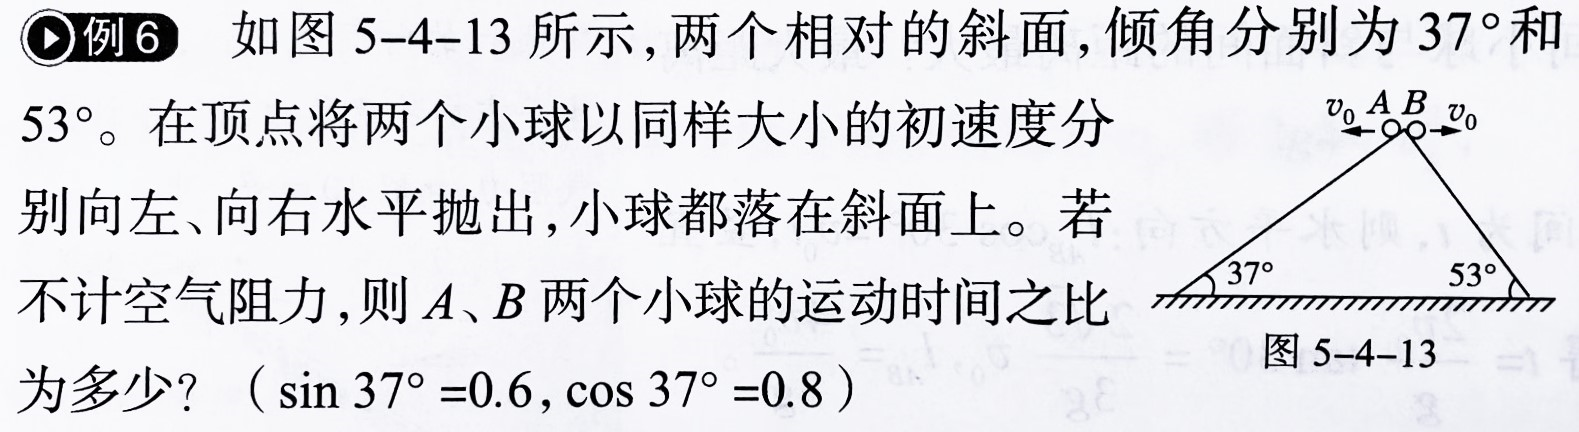 例6 如图 5-4-13 所示,两个相对的斜面,倾角分别为 37°和
53°。在顶点将两个小球以同样大小的初速度分
别向左、向右水平抛出,小球都落在斜面上。若
不计空气阻力,则 A、B 两个小球的运动时间之比
为多少?(sin 37°=0.6,cos 37°=0.8)
v₀ A B v₀
37° 53°
图 5-4-13